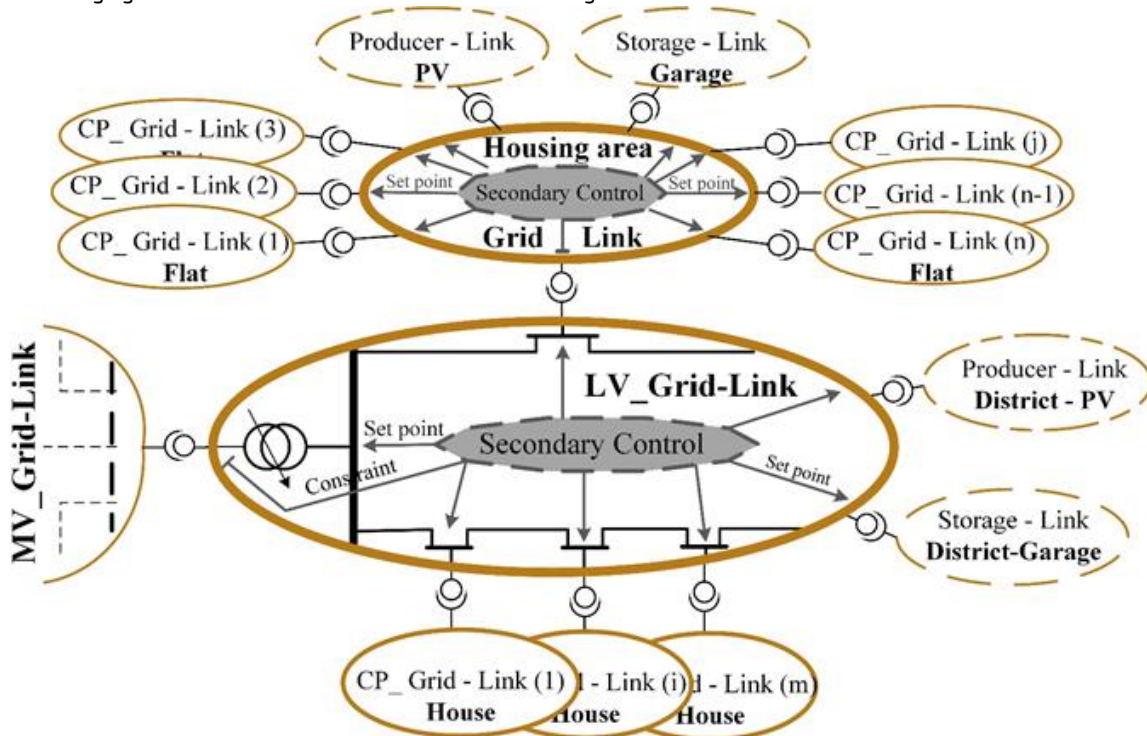 Producer - Link
PV
Storage - Link
Garage
CP_ Grid - Link (3)
CP_ Grid - Link (2)
CP_ Grid - Link (1)
Flat
Housing area
Set point
Secondary Control
Set point
Grid Link
CP_ Grid - Link (j)
CP_ Grid - Link (n-1)
CP_ Grid - Link (n)
Flat
MV_Grid-Link
LV_Grid-Link
Set point
Secondary Control
Constraint
Set point
Producer - Link
District - PV
Storage - Link
District-Garage
CP_ Grid - Link (1)
House
l - Link (i)
House
d - Link (m)
House